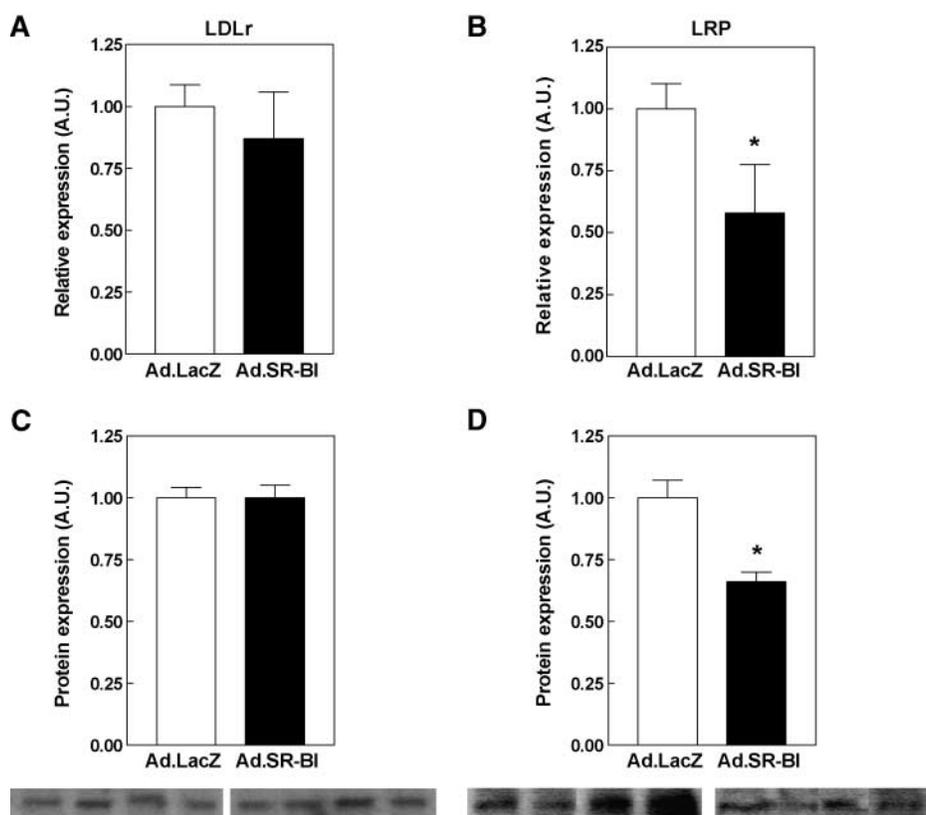 A
LDLr
Relative expression (A.U.)
1.25
1.00
0.75
0.50
0.25
0.00
Ad.LacZ Ad.SR-BI
B
LRP
Relative expression (A.U.)
1.25
1.00
0.75
0.50
0.25
0.00
*
Ad.LacZ Ad.SR-BI
C
Protein expression (A.U.)
1.25
1.00
0.75
0.50
0.25
0.00
Ad.LacZ Ad.SR-BI
D
Protein expression (A.U.)
1.25
1.00
0.75
0.50
0.25
0.00
*
Ad.LacZ Ad.SR-BI